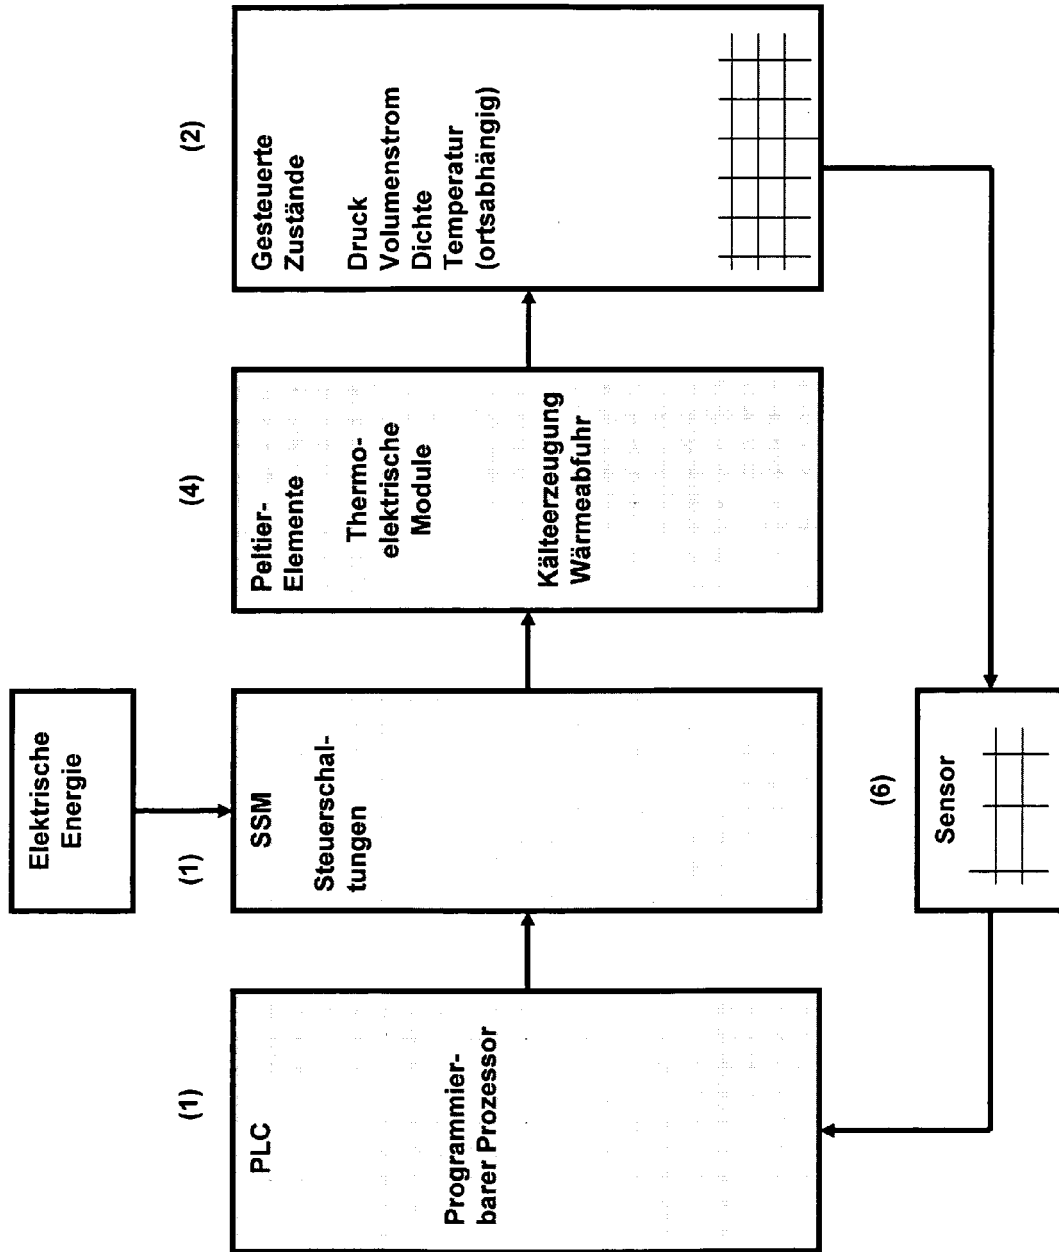 Elektrische
Energie
(1)
PLC
Programmier-
barer Prozessor
(1)
SSM
Steuerschal-
tungen
(4)
Peltier-
Elemente
Thermo-
elektrische
Module
Kälteerzeugung
Wärmeabfuhr
(2)
Gesteuerte
Zustände
Druck
Volumenstrom
Dichte
Temperatur
(ortsabhängig)
(6)
Sensor